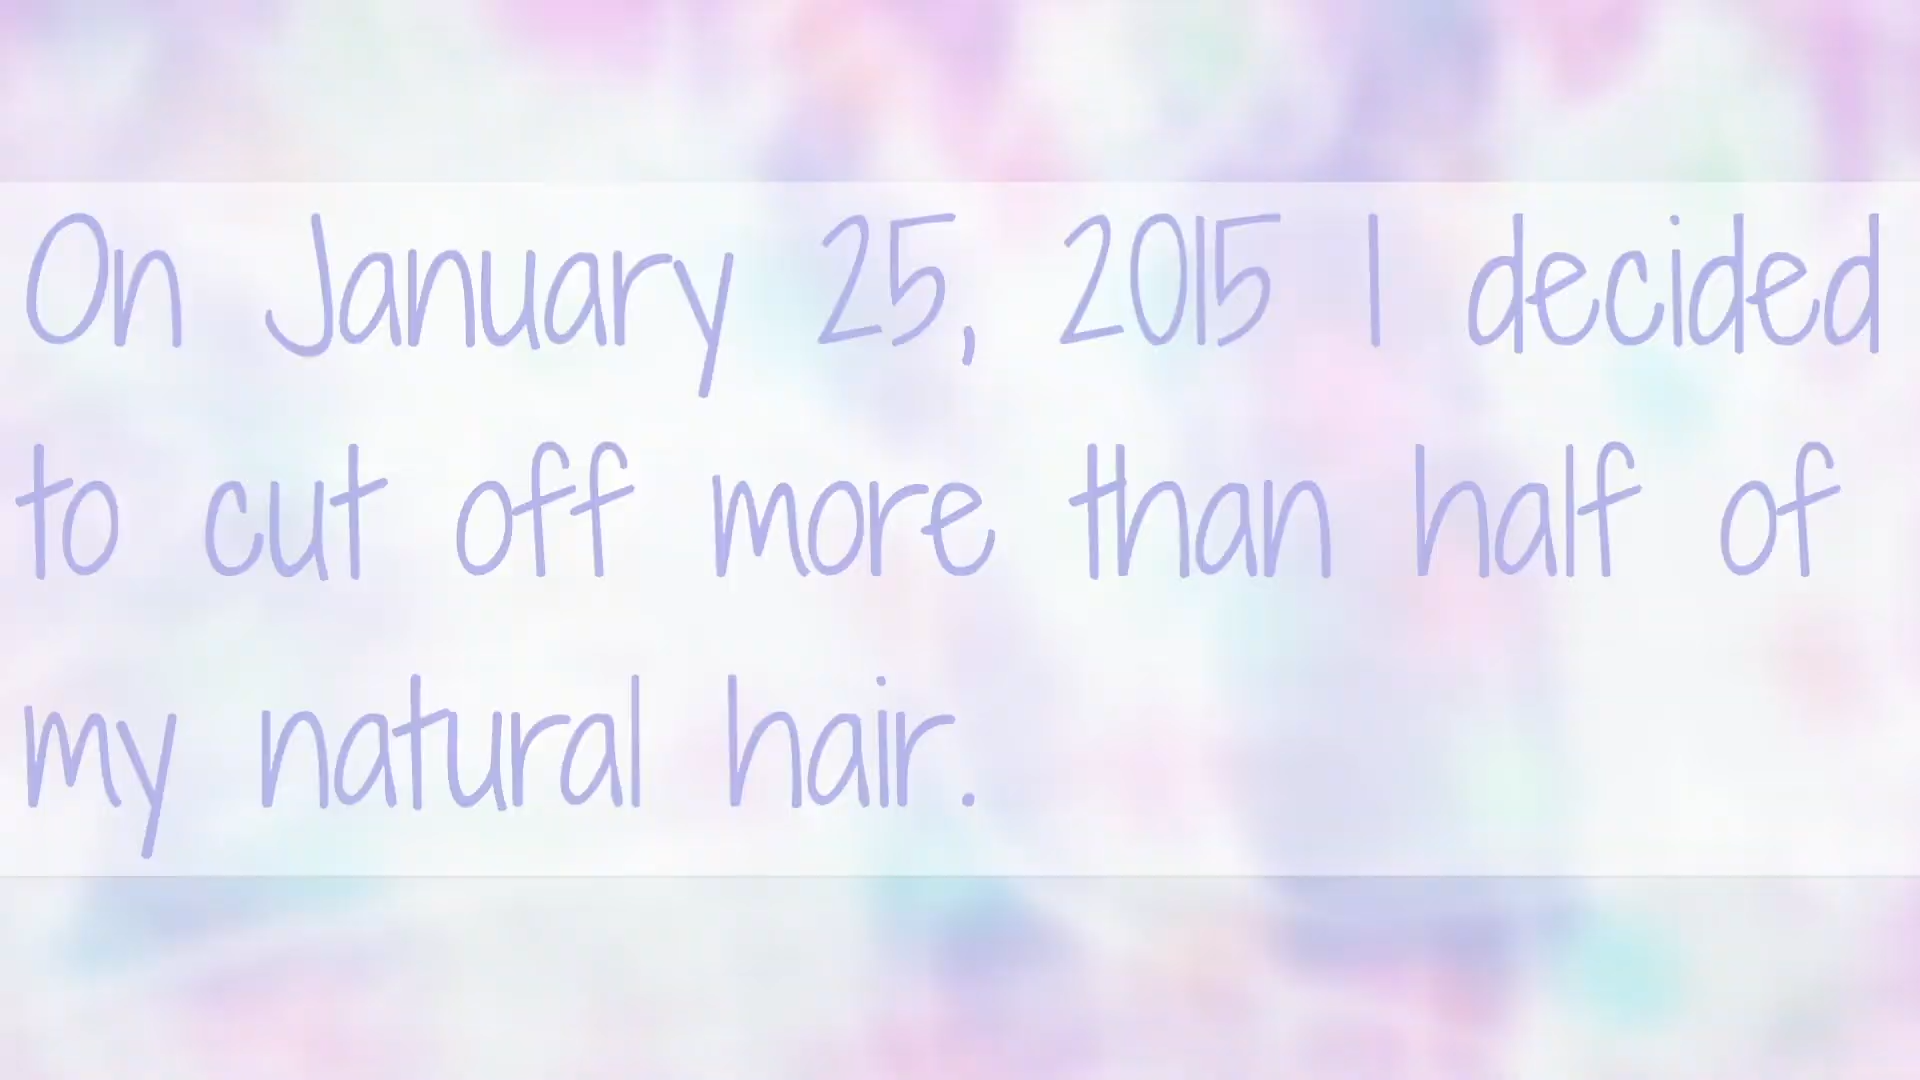 On January 25, 2015 I decided
to cut off more than half of
my natural hair.